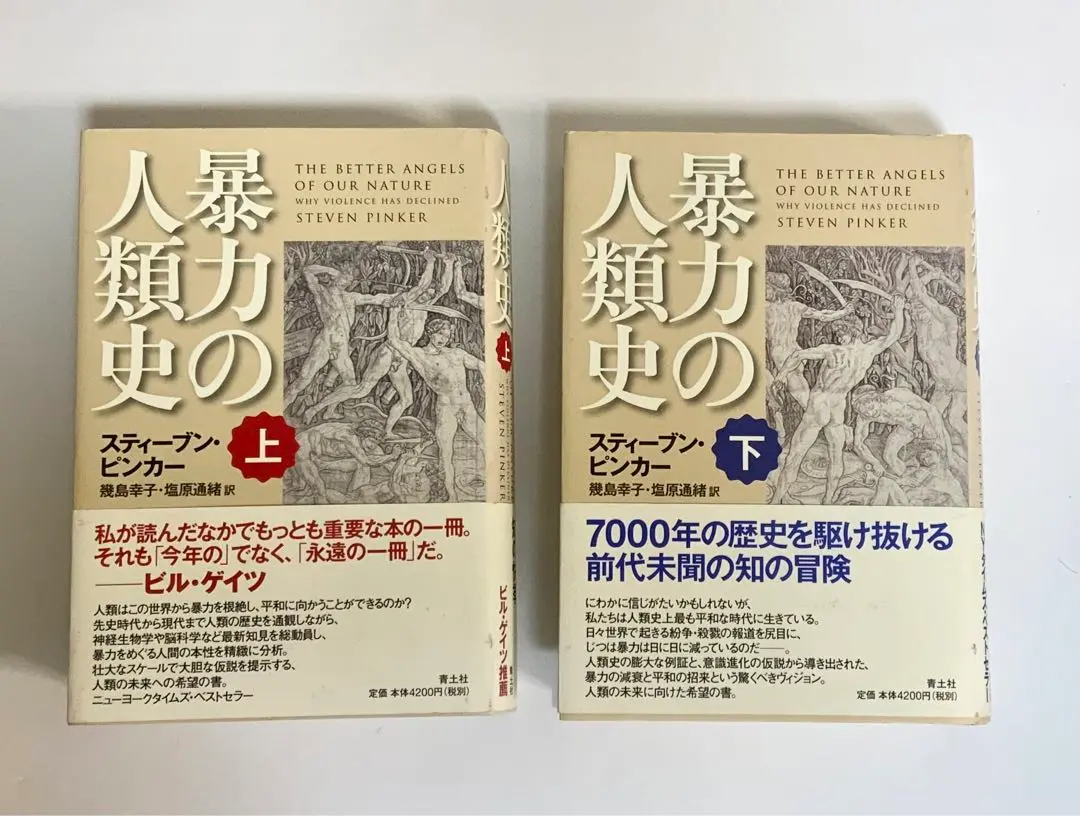 暴力の
人類史
THE BETTER ANGELS
OF OUR NATURE
WHY VIOLENCE HAS DECLINED
STEVEN PINKER
スティーブン・
ピンカー
上
幾島幸子・塩原通緒 訳
私が読んだなかでもっとも重要な本の一冊。
それも「今年の」でなく、「永遠の一冊」だ。
——ビル・ゲイツ
人類はこの世界から暴力を根絶し、平和に向かうことができるのか?
先史時代から現代まで人類の歴史を通観しながら、
神経生物学や脳科学など最新知見を総動員し、
暴力をめぐる人間の本性を精緻に分析。
壮大なスケールで大胆な仮説を提示する、
人類の未来への希望の書。
ニューヨークタイムズ・ベストセラー
青土社
定価 本体4200円(税別)
人類史
上
STEVEN PINKER
ビル・ゲイツ推薦
暴力の
人類史
THE BETTER ANGELS
OF OUR NATURE
WHY VIOLENCE HAS DECLINED
STEVEN PINKER
スティーブン・
ピンカー
下
幾島幸子・塩原通緒 訳
7000年の歴史を駆け抜ける
前代未聞の知の冒険
にわかに信じがたいかもしれないが、
私たちは人類史上最も平和な時代に生きている。
日々世界で起きる紛争・殺戮の報道を尻目に、
じつは暴力は日に日に減っているのだ——。
人類史の膨大な例証と、意識進化の仮説から導き出された、
暴力の減衰と平和の招来という驚くべきヴィジョン。
人類の未来に向けた希望の書。
青土社
定価 本体4200円(税別)